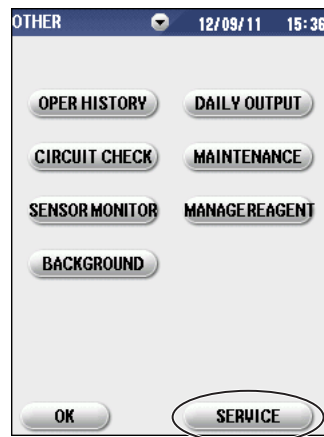 OTHER 12/09/11 15:36
OPER HISTORY DAILY OUTPUT
CIRCUIT CHECK MAINTENANCE
SENSOR MONITOR MANAGE REAGENT
BACKGROUND
OK SERVICE